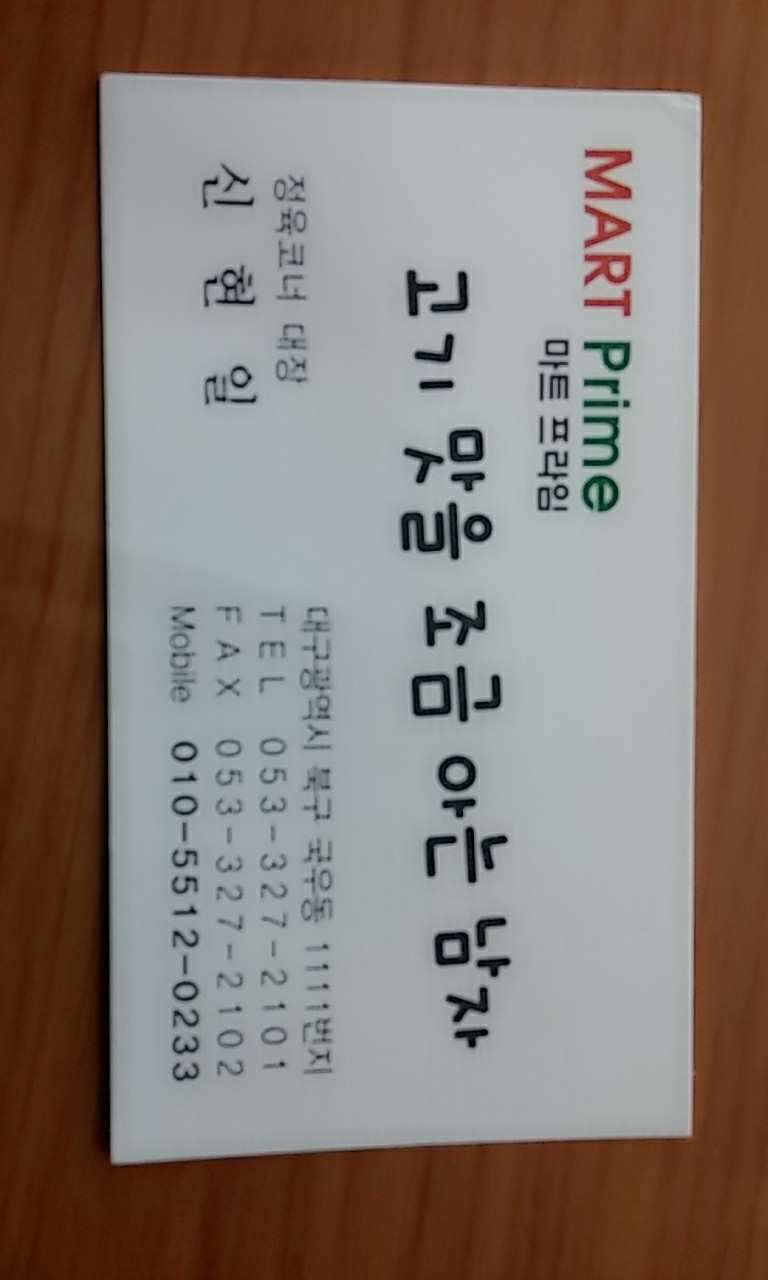 MART Prime
마트 프라임
고기 맛을 조금 아는 남자
정육코너 대장
신 현 일
대구광역시 북구 국우동 1111번지
TEL 053-327-2101
FAX 053-327-2102
Mobile 010-5512-0233